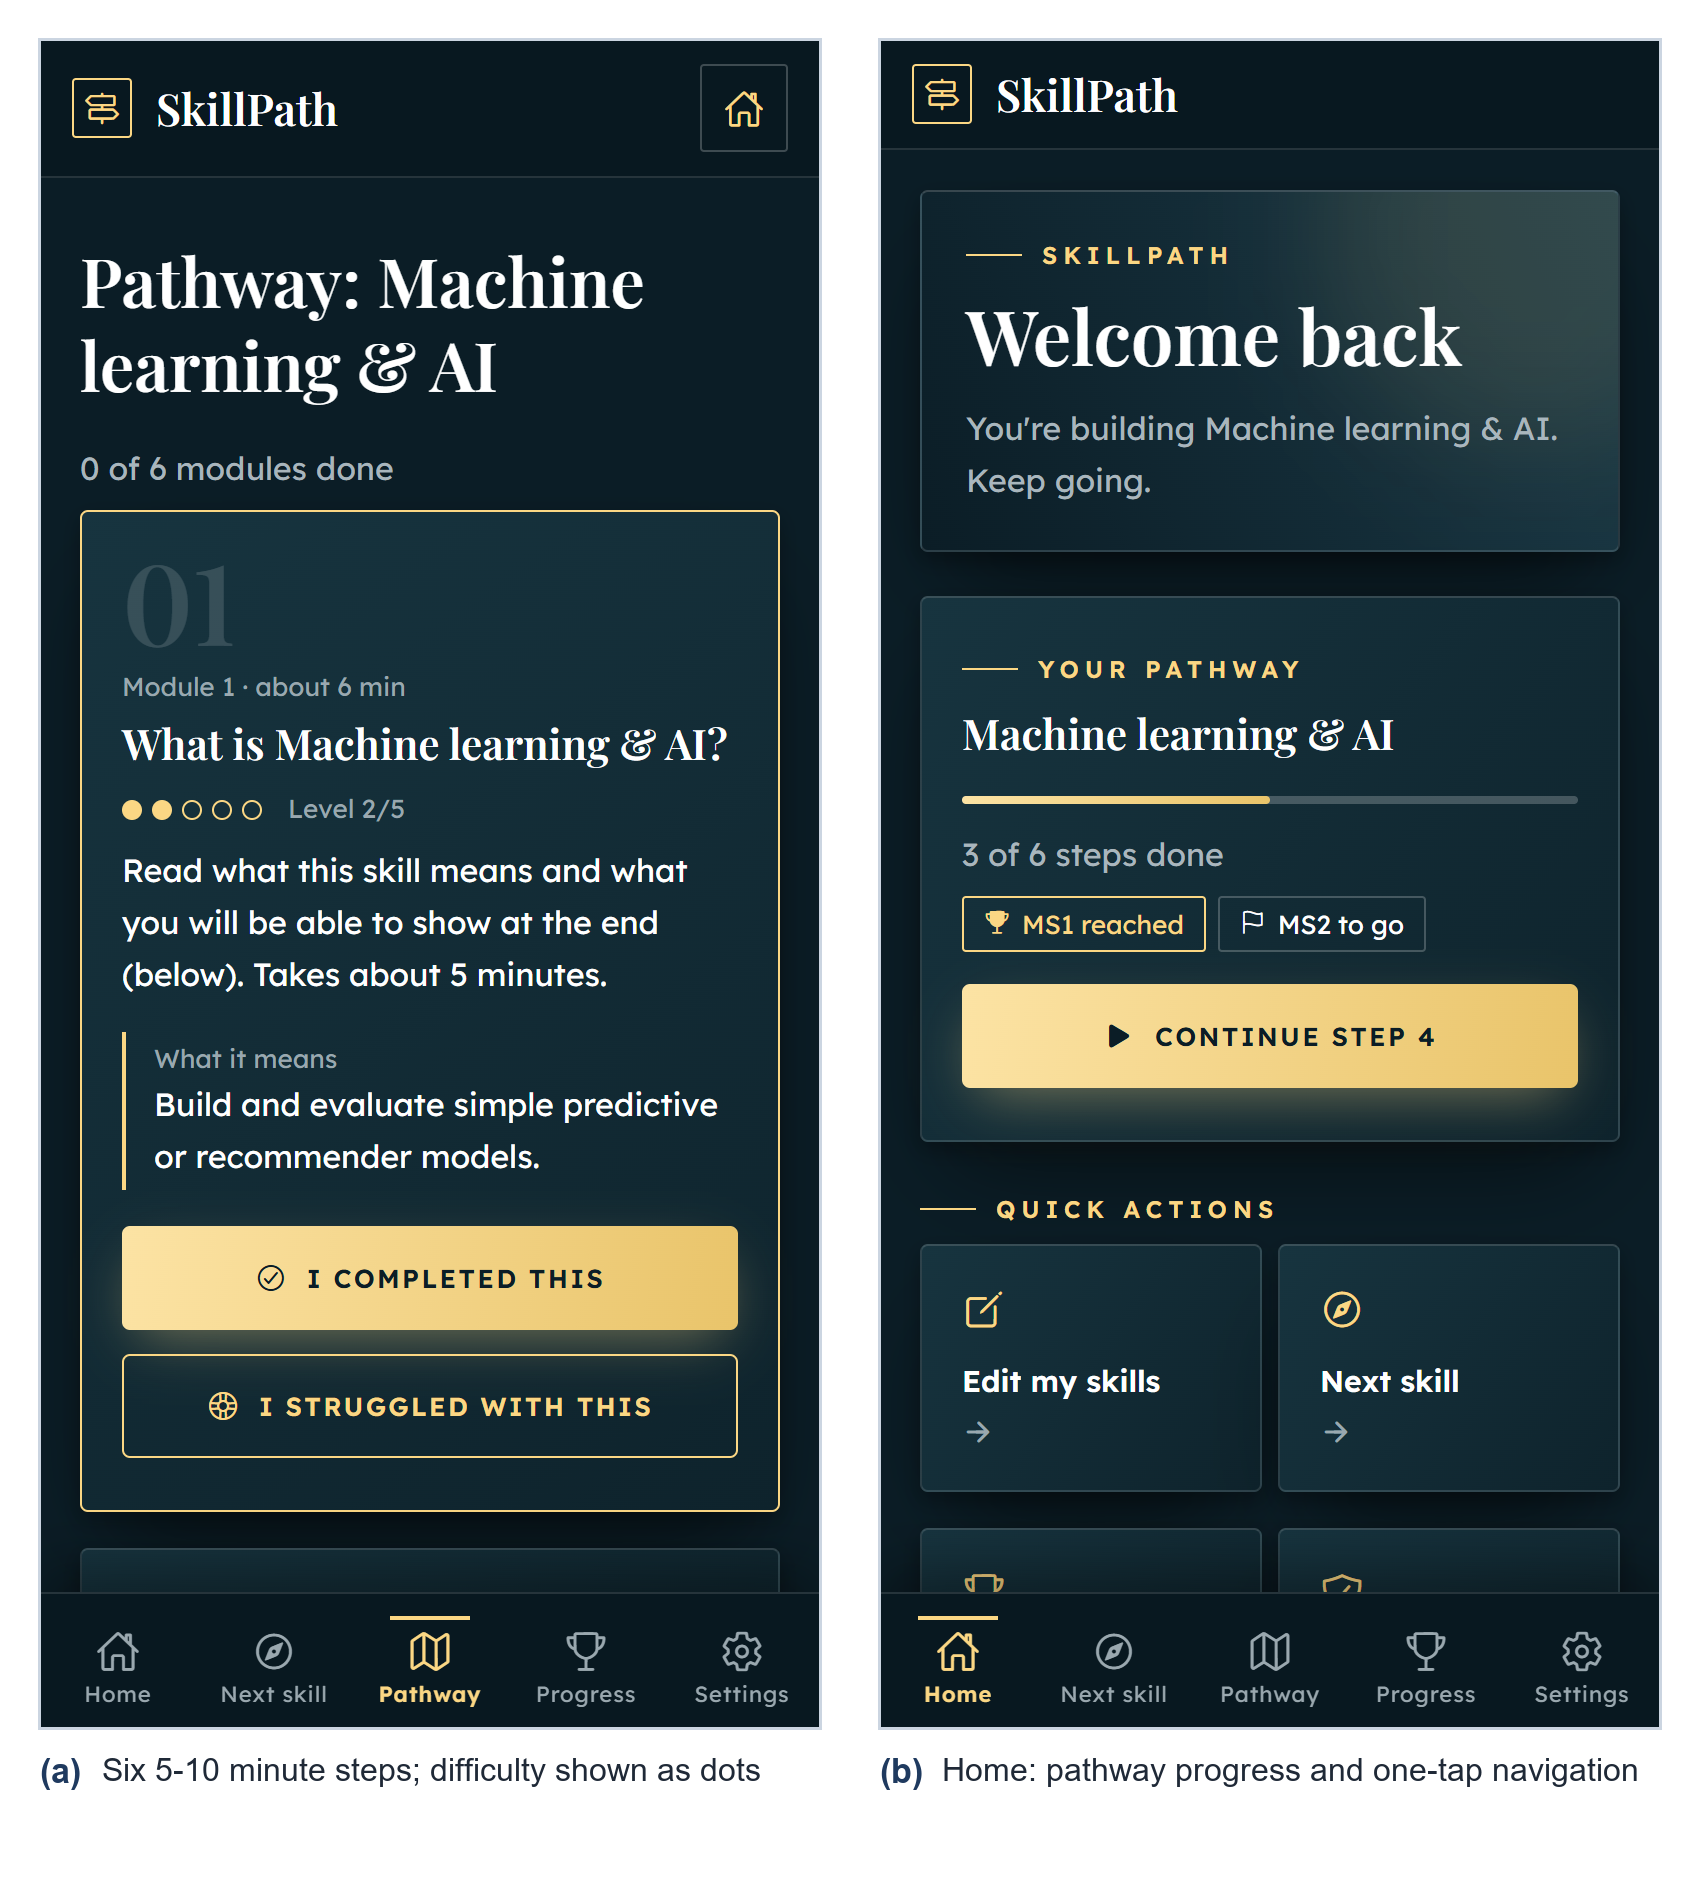 SkillPath
Pathway: Machine
learning & AI
0 of 6 modules done
01
Module 1 · about 6 min
What is Machine learning & AI?
Level 2/5
Read what this skill means and what
you will be able to show at the end
(below). Takes about 5 minutes.
What it means
Build and evaluate simple predictive
or recommender models.
I COMPLETED THIS
I STRUGGLED WITH THIS
Home
Next skill
Pathway
Progress
Settings
(a) Six 5-10 minute steps; difficulty shown as dots
SkillPath
SKILLPATH
Welcome back
You're building Machine learning & AI.
Keep going.
YOUR PATHWAY
Machine learning & AI
3 of 6 steps done
MS1 reached
MS2 to go
CONTINUE STEP 4
QUICK ACTIONS
Edit my skills
Next skill
Home
Next skill
Pathway
Progress
Settings
(b) Home: pathway progress and one-tap navigation